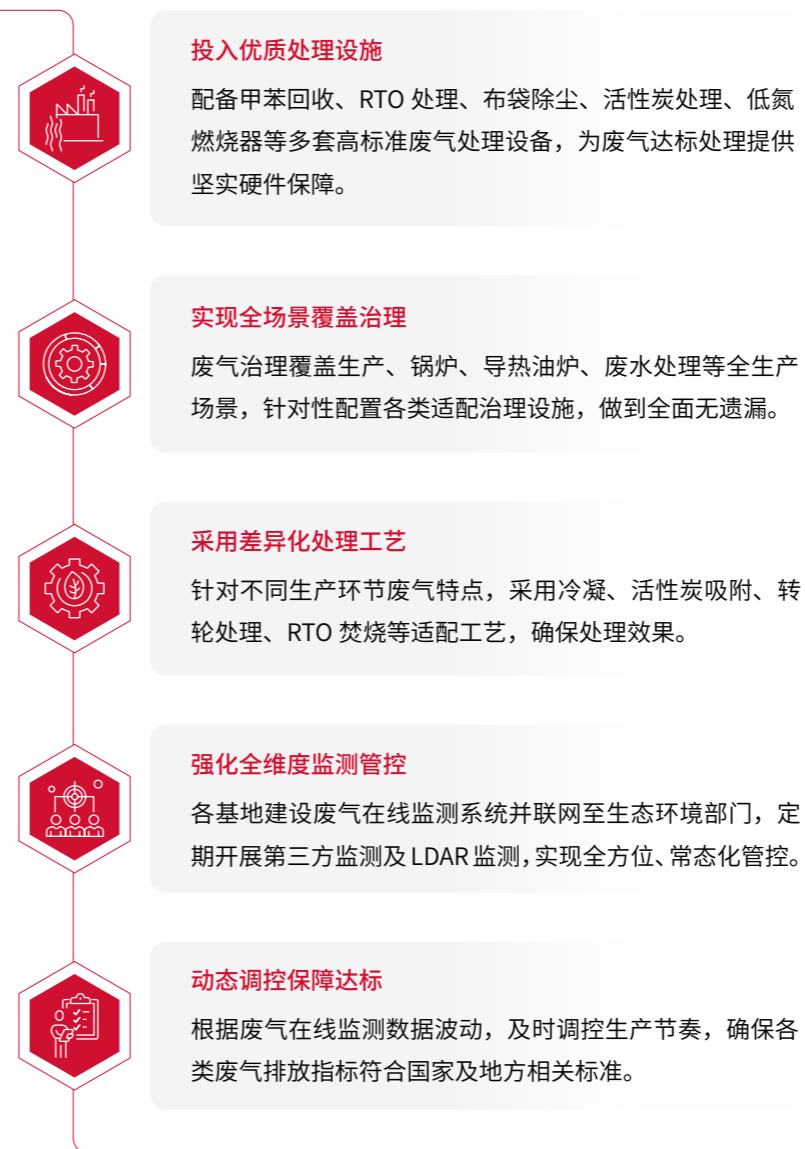 投入优质处理设施
配备甲苯回收、RTO 处理、布袋除尘、活性炭处理、低氮
燃烧器等多套高标准废气处理设备，为废气达标处理提供
坚实硬件保障。
实现全场景覆盖治理
废气治理覆盖生产、锅炉、导热油炉、废水处理等全生产
场景，针对性配置各类适配治理设施，做到全面无遗漏。
采用差异化处理工艺
针对不同生产环节废气特点，采用冷凝、活性炭吸附、转
轮处理、RTO 焚烧等适配工艺，确保处理效果。
强化全维度监测管控
各基地建设废气在线监测系统并联网至生态环境部门，定
期开展第三方监测及 LDAR 监测，实现全方位、常态化管控。
动态调控保障达标
根据废气在线监测数据波动，及时调控生产节奏，确保各
类废气排放指标符合国家及地方相关标准。